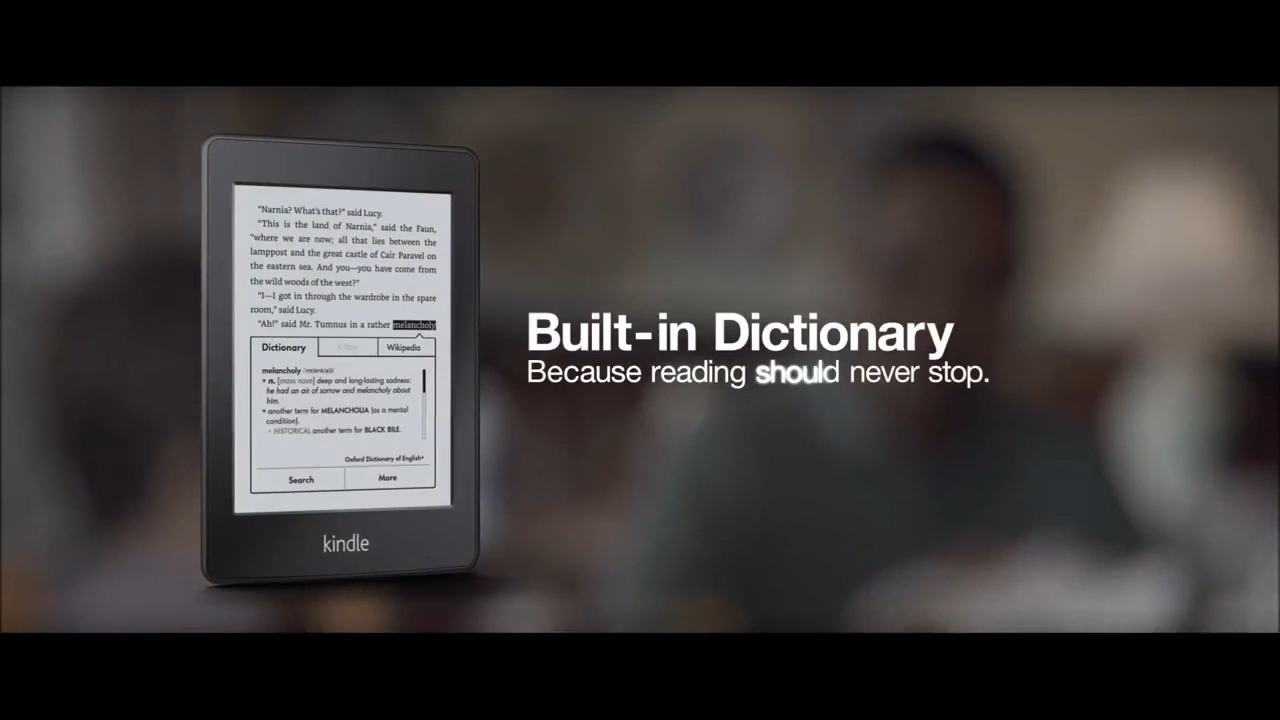 "Narnia? What's that?" said Lucy.
"This is the land of Narnia," said the Faun,
"where we are now; all that lies between the
lamppost and the great castle of Cair Paravel on
the eastern sea. And you—you have come from
the wild woods of the west?"
"I—I got in through the wardrobe in the spare
room," said Lucy.
"Ah!" said Mr. Tumnus in a rather melancholy
Dictionary Wikipedia
melancholy
• n. [mass noun] deep and long-lasting sadness:
he had an air of sorrow and melancholy about
him.
• another term for MELANCHOLIA (as a mental
condition).
· HISTORICAL another term for BLACK BILE.
Oxford Dictionary of English
Search More
kindle
Built-in Dictionary
Because reading should never stop.